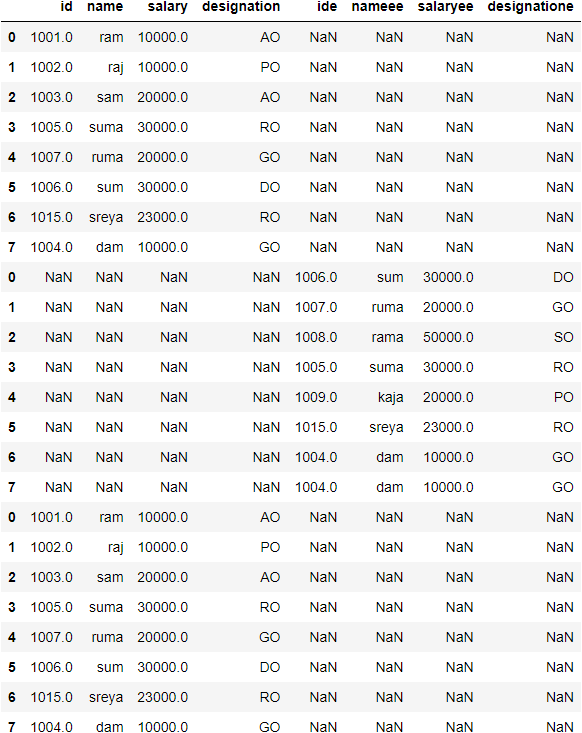 id name salary designation ide nameee salaryee designatione
0 1001.0 ram 10000.0 AO NaN NaN NaN NaN
1 1002.0 raj 10000.0 PO NaN NaN NaN NaN
2 1003.0 sam 20000.0 AO NaN NaN NaN NaN
3 1005.0 suma 30000.0 RO NaN NaN NaN NaN
4 1007.0 ruma 20000.0 GO NaN NaN NaN NaN
5 1006.0 sum 30000.0 DO NaN NaN NaN NaN
6 1015.0 sreya 23000.0 RO NaN NaN NaN NaN
7 1004.0 dam 10000.0 GO NaN NaN NaN NaN
0 NaN NaN NaN NaN 1006.0 sum 30000.0 DO
1 NaN NaN NaN NaN 1007.0 ruma 20000.0 GO
2 NaN NaN NaN NaN 1008.0 rama 50000.0 SO
3 NaN NaN NaN NaN 1005.0 suma 30000.0 RO
4 NaN NaN NaN NaN 1009.0 kaja 20000.0 PO
5 NaN NaN NaN NaN 1015.0 sreya 23000.0 RO
6 NaN NaN NaN NaN 1004.0 dam 10000.0 GO
7 NaN NaN NaN NaN 1004.0 dam 10000.0 GO
0 1001.0 ram 10000.0 AO NaN NaN NaN NaN
1 1002.0 raj 10000.0 PO NaN NaN NaN NaN
2 1003.0 sam 20000.0 AO NaN NaN NaN NaN
3 1005.0 suma 30000.0 RO NaN NaN NaN NaN
4 1007.0 ruma 20000.0 GO NaN NaN NaN NaN
5 1006.0 sum 30000.0 DO NaN NaN NaN NaN
6 1015.0 sreya 23000.0 RO NaN NaN NaN NaN
7 1004.0 dam 10000.0 GO NaN NaN NaN NaN